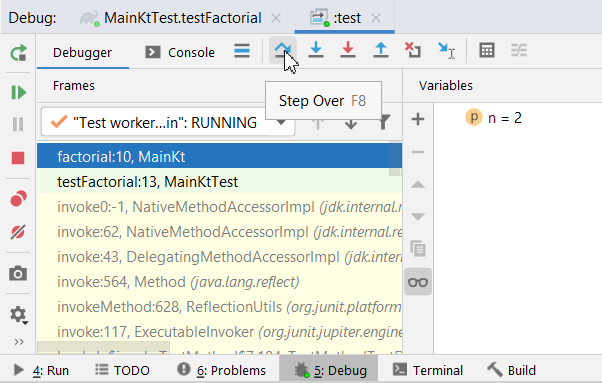 Debug: MainKtTest.testFactorial :test
Debugger Console
Frames Variables
Step Over F8
"Test worker...in": RUNNING
n = 2
factorial:10, MainKt
testFactorial:13, MainKtTest
invoke0:-1, NativeMethodAccessorImpl (jdk.internal.r
invoke:62, NativeMethodAccessorImpl (jdk.internal.re
invoke:43, DelegatingMethodAccessorImpl (jdk.intern
invoke:564, Method (java.lang.reflect)
invokeMethod:628, ReflectionUtils (org.junit.platform
invoke:117, ExecutableInvoker (org.junit.jupiter.engine
4: Run TODO 6: Problems 5: Debug Terminal Build